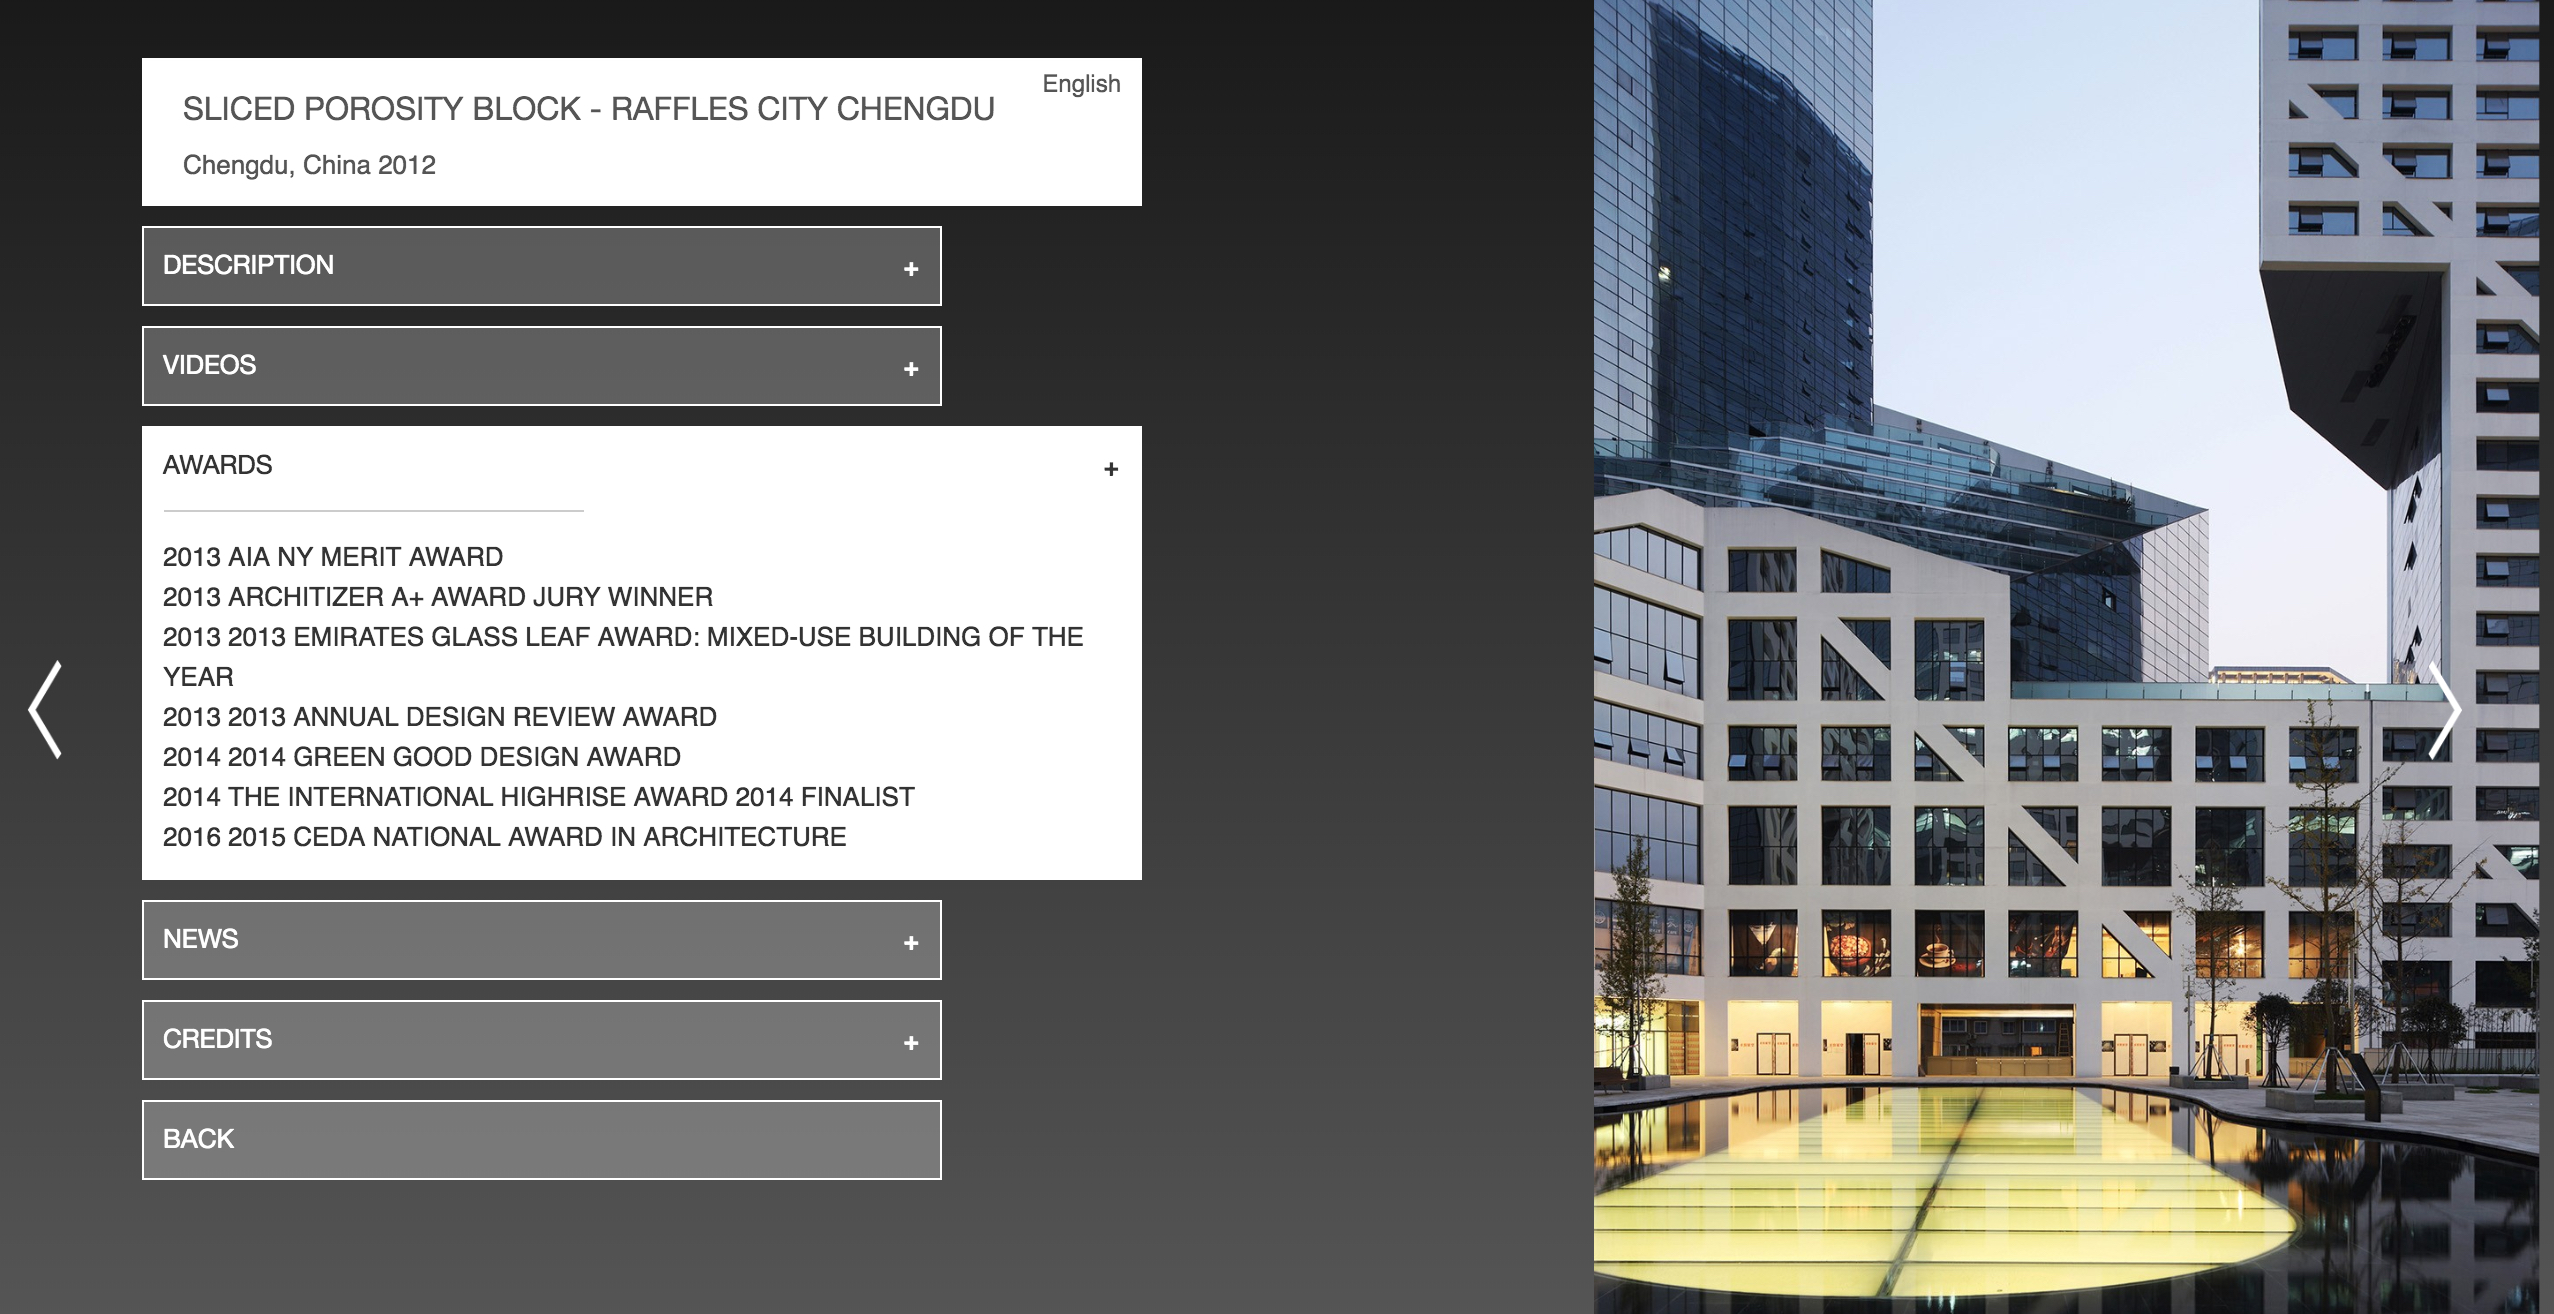 English
SLICED POROSITY BLOCK - RAFFLES CITY CHENGDU
Chengdu, China 2012
DESCRIPTION +
VIDEOS +
AWARDS +
2013 AIA NY MERIT AWARD
2013 ARCHITIZER A+ AWARD JURY WINNER
2013 2013 EMIRATES GLASS LEAF AWARD: MIXED-USE BUILDING OF THE
YEAR
2013 2013 ANNUAL DESIGN REVIEW AWARD
2014 2014 GREEN GOOD DESIGN AWARD
2014 THE INTERNATIONAL HIGHRISE AWARD 2014 FINALIST
2016 2015 CEDA NATIONAL AWARD IN ARCHITECTURE
NEWS +
CREDITS +
BACK